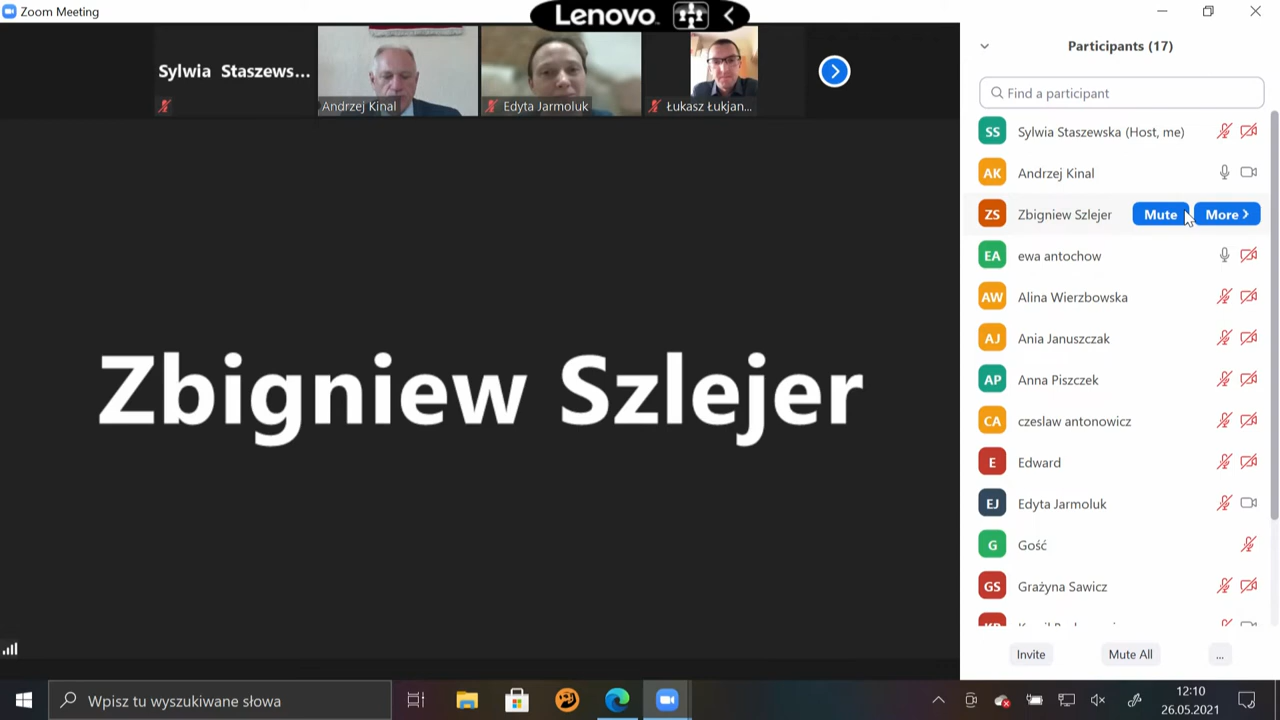 Zoom Meeting
Lenovo
Sylwia Staszews...
Andrzej Kinal
Edyta Jarmoluk
Łukasz Łukjan...
Zbigniew Szlejer
Participants (17)
Find a participant
SS Sylwia Staszewska (Host, me)
AK Andrzej Kinal
ZS Zbigniew Szlejer Mute More
EA ewa antochow
AW Alina Wierzbowska
AJ Ania Januszczak
AP Anna Piszczek
CA czeslaw antonowicz
E Edward
EJ Edyta Jarmoluk
G Gość
GS Grażyna Sawicz
Invite Mute All ...
Wpisz tu wyszukiwane słowa
12:10
26.05.2021